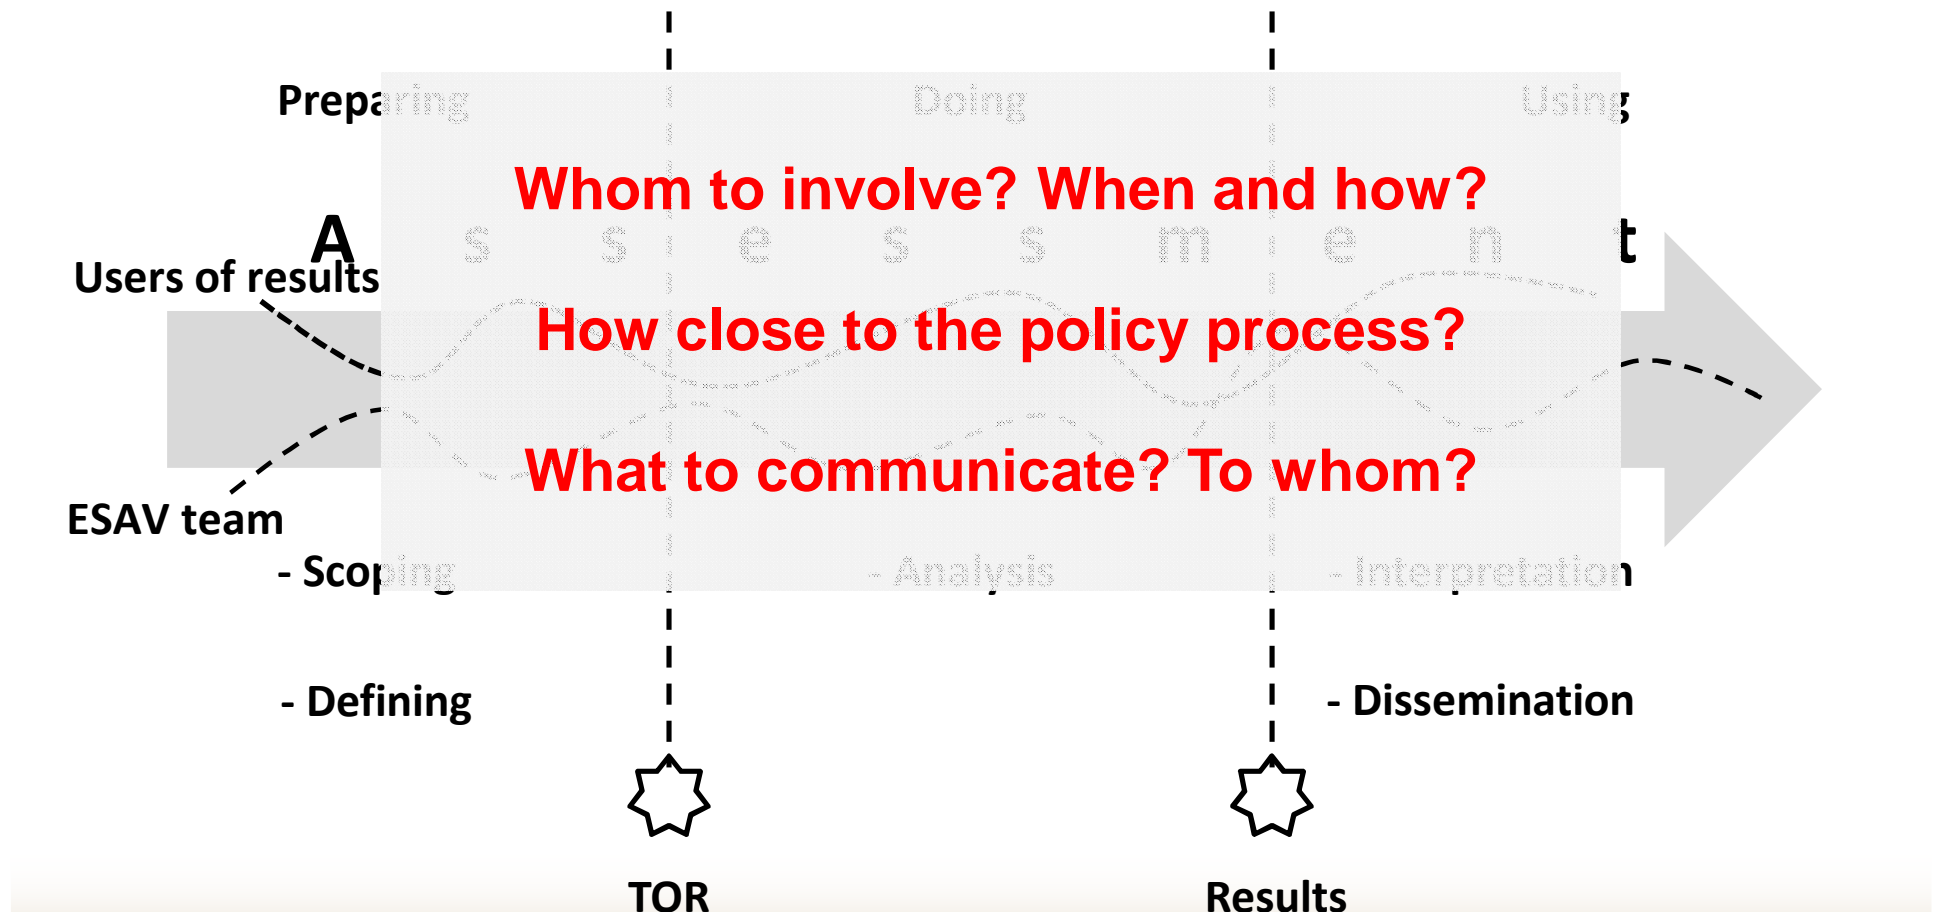 Preparing Doing Using
Whom to involve? When and how?
A s s e s s m e n t
Users of results
How close to the policy process?
What to communicate? To whom?
ESAV team
- Scoping - Analysis - Interpretation
- Defining - Dissemination
TOR Results